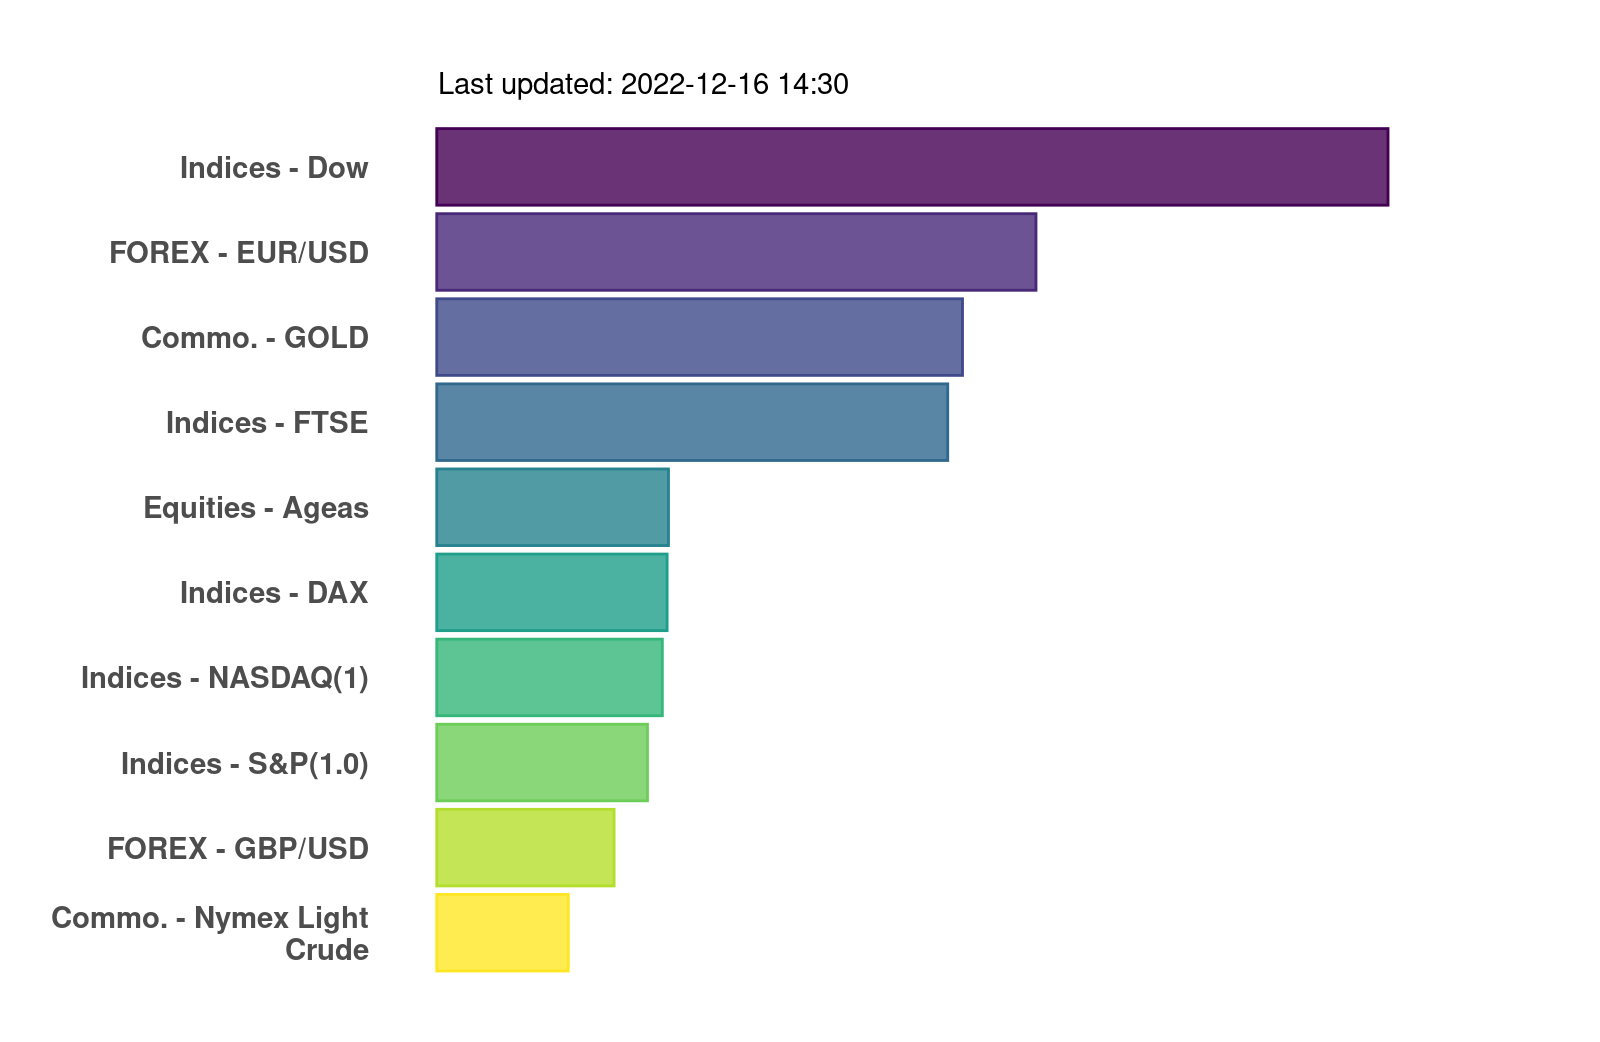 Last updated: 2022-12-16 14:30
Indices - Dow
FOREX - EUR/USD
Commo. - GOLD
Indices - FTSE
Equities - Ageas
Indices - DAX
Indices - NASDAQ(1)
Indices - S&P(1.0)
FOREX - GBP/USD
Commo. - Nymex Light
Crude